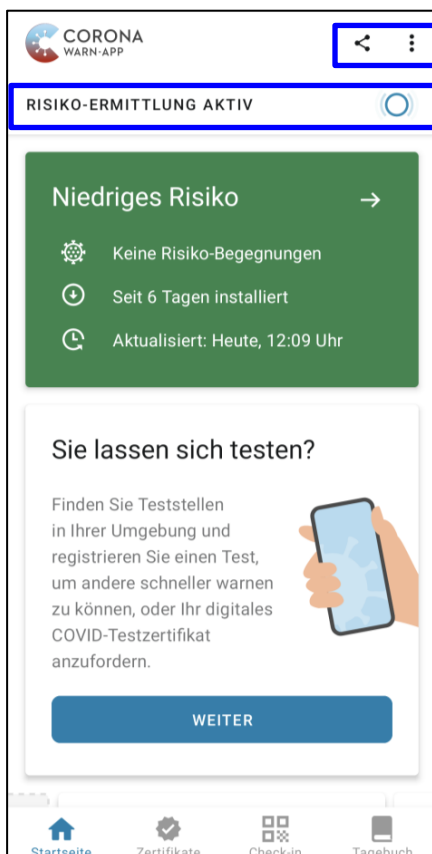 CORONA
WARN-APP
RISIKO-ERMITTLUNG AKTIV
Niedriges Risiko
Keine Risiko-Begegnungen
Seit 6 Tagen installiert
Aktualisiert: Heute, 12:09 Uhr
Sie lassen sich testen?
Finden Sie Teststellen
in Ihrer Umgebung und
registrieren Sie einen Test,
um andere schneller warnen
zu können, oder Ihr digitales
COVID-Testzertifikat
anzufordern.
WEITER
Startseite Zertifikate Check-in Tagebuch